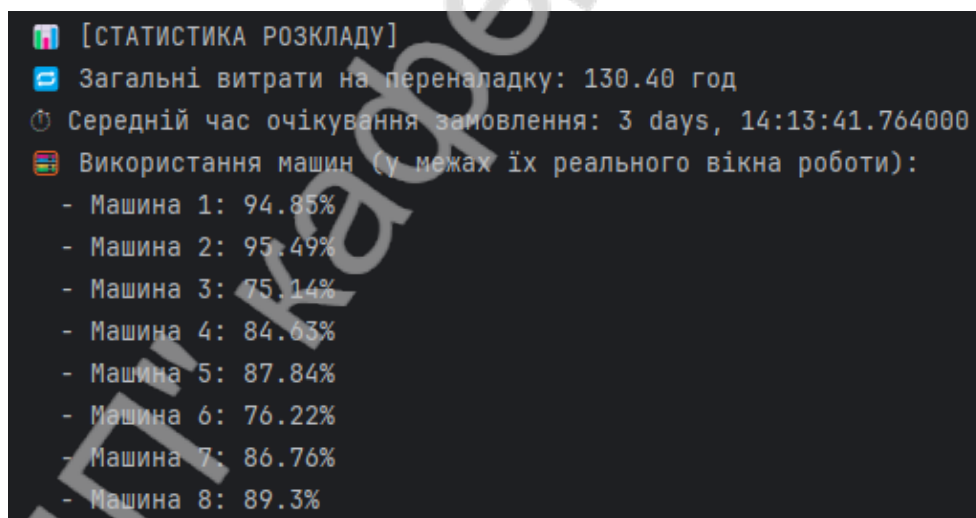 [СТАТИСТИКА РОЗКЛАДУ]
Загальні витрати на переналадку: 130.40 год
Середній час очікування замовлення: 3 days, 14:13:41.764000
Використання машин (у межах їх реального вікна роботи):
- Машина 1: 94.85%
- Машина 2: 95.49%
- Машина 3: 75.14%
- Машина 4: 84.63%
- Машина 5: 87.84%
- Машина 6: 76.22%
- Машина 7: 86.76%
- Машина 8: 89.3%